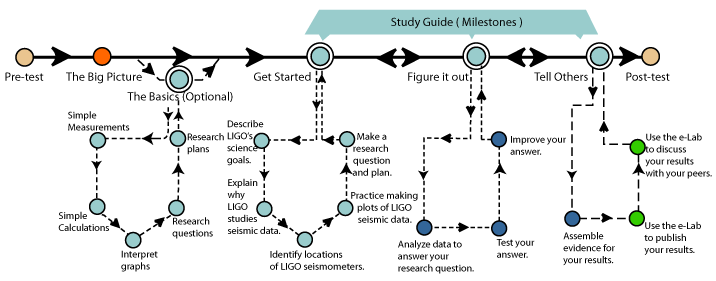 Study Guide ( Milestones )
Pre-test
The Big Picture
The Basics (Optional)
Get Started
Figure it out
Tell Others
Post-test
Simple
Measurements
Simple
Calculations
Interpret
graphs
Research
questions
Research
plans
Describe
LIGO's
science
goals.
Explain
why
LIGO
studies
seismic data.
Identify locations
of LIGO seismometers.
Practice making
plots of LIGO
seismic data.
Make a
research
question
and plan.
Analyze data to
answer your
research question.
Test your
answer.
Improve your
answer.
Assemble
evidence for
your results.
Use the e-Lab
to publish
your results.
Use the e-Lab
to discuss
your results
with your peers.